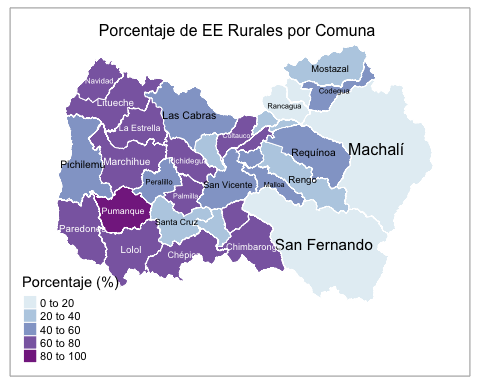 Porcentaje de EE Rurales por Comuna
Mostazal
Navidad
Codegua
Litueche
Rancagua
Las Cabras
La Estrella
Coltauco
Machalí
Requínoa
Pichilemu
Marchihue
Pichidegua
Peralillo
San Vicente
Malloa
Rengo
Palmilla
Pumanque
Santa Cruz
Paredones
Lolol
Chépica
Chimbarongo
San Fernando
Porcentaje (%)
0 to 20
20 to 40
40 to 60
60 to 80
80 to 100